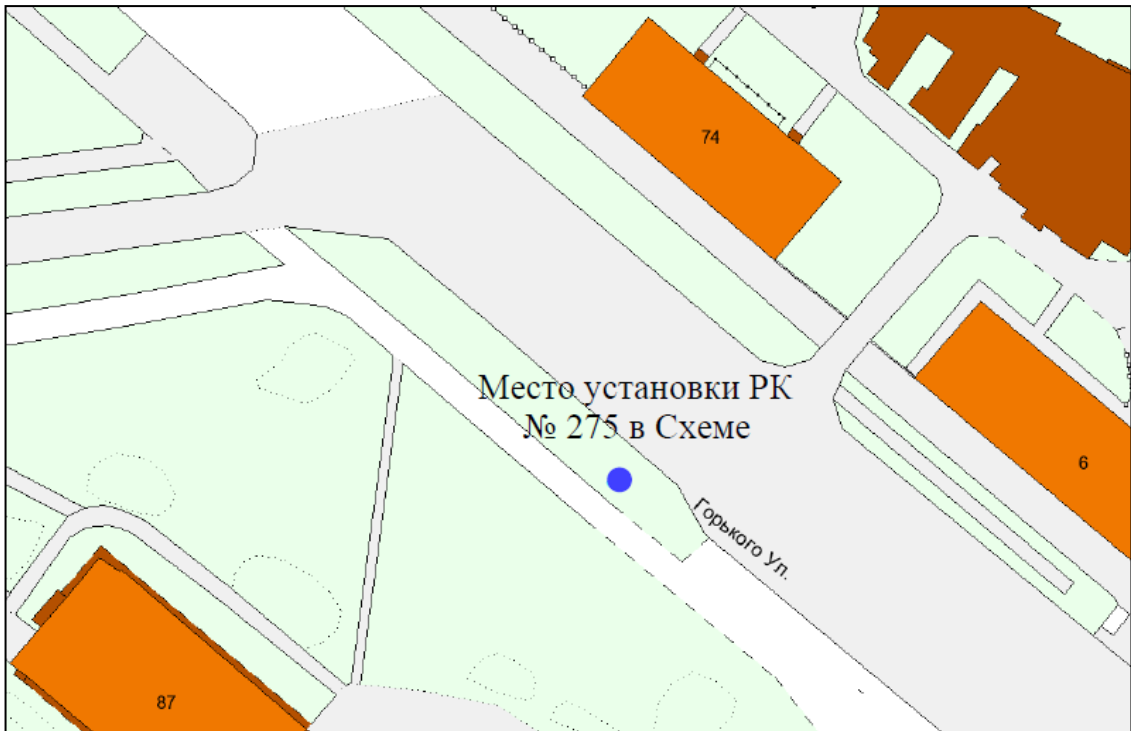 74
Место установки РК
№ 275 в Схеме
6
Горького Ул.
87